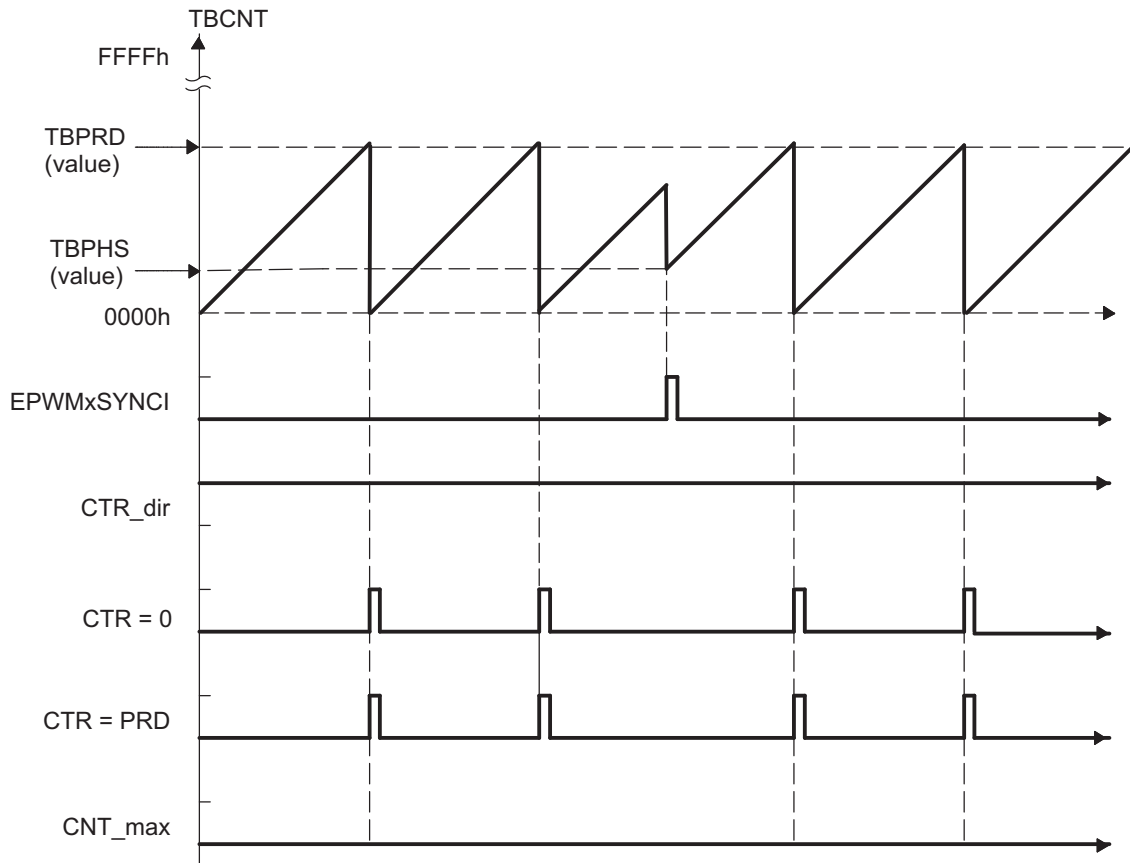 TBCNT
FFFFh
TBPRD
(value)
TBPHS
(value)
0000h
EPWMxSYNCI
CTR_dir
CTR = 0
CTR = PRD
CNT_max